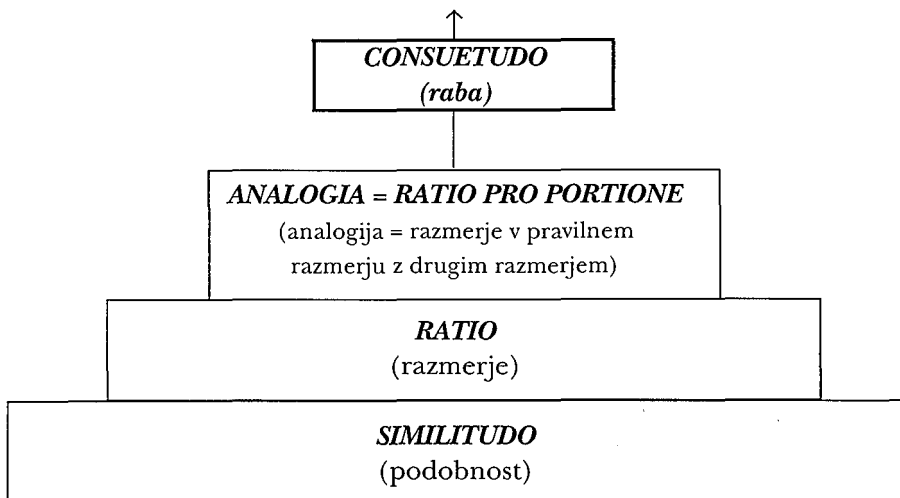 CONSUETUDO
(raba)
ANALOGIA = RATIO PRO PORTIONE
(analogija = razmerje v pravilnem
razmerju z drugim razmerjem)
RATIO
(razmerje)
SIMILITUDO
(podobnost)